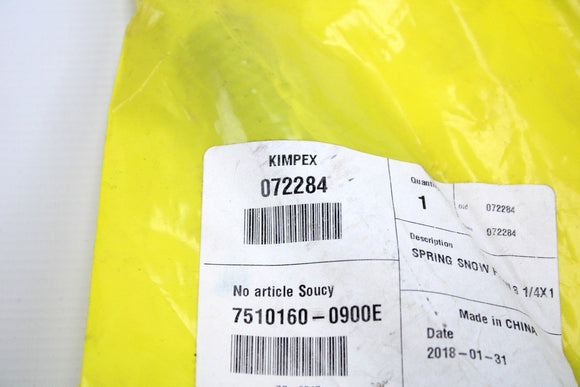 KIMPEX
072284
No article Soucy
7510160-0900E
1
old 072284
072284
Description
SPRING SNOW
1/4X1
Made in CHINA
Date
2018-01-31